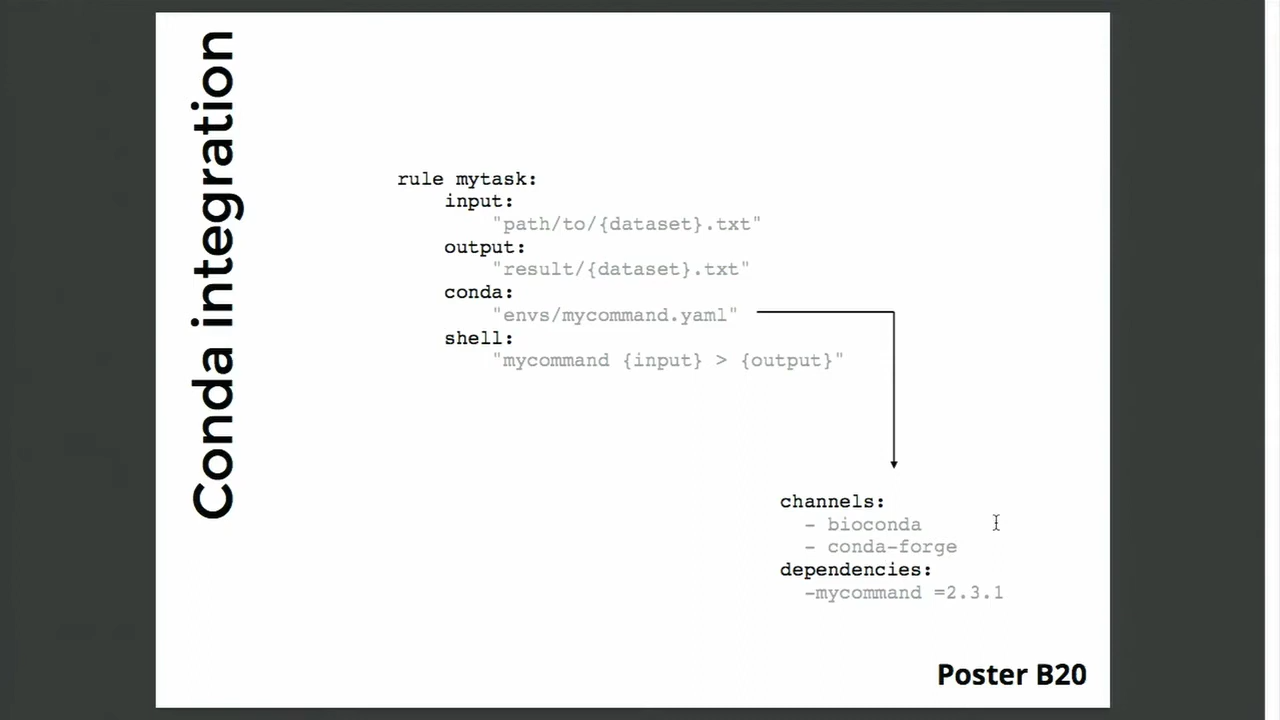 Conda integration
rule mytask:
input:
"path/to/{dataset}.txt"
output:
"result/{dataset}.txt"
conda:
"envs/mycommand.yaml"
shell:
"mycommand {input} > {output}"
channels:
- bioconda
- conda-forge
dependencies:
-mycommand =2.3.1
Poster B20